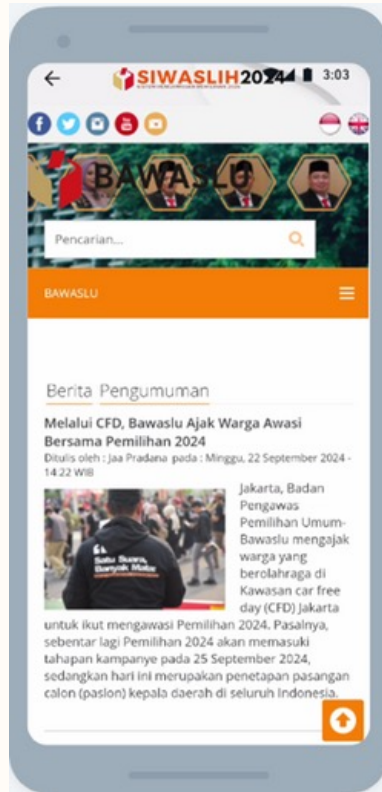 SIWASLIH2024 3:03
BAWASLU
Pencarian...
BAWASLU
Berita Pengumuman
Melalui CFD, Bawaslu Ajak Warga Awasi
Bersama Pemilihan 2024
Ditulis oleh : Jaa Pradana pada : Minggu, 22 September 2024 -
14:22 WIB
Satu Suara,
Banyak Mata!
Jakarta, Badan
Pengawas
Pemilihan Umum-
Bawaslu mengajak
warga yang
berolahraga di
Kawasan car free
day (CFD) Jakarta
untuk ikut mengawasi Pemilihan 2024. Pasalnya,
sebentar lagi Pemilihan 2024 akan memasuki
tahapan kampanye pada 25 September 2024,
sedangkan hari ini merupakan penetapan pasangan
calon (paslon) kepala daerah di seluruh Indonesia.